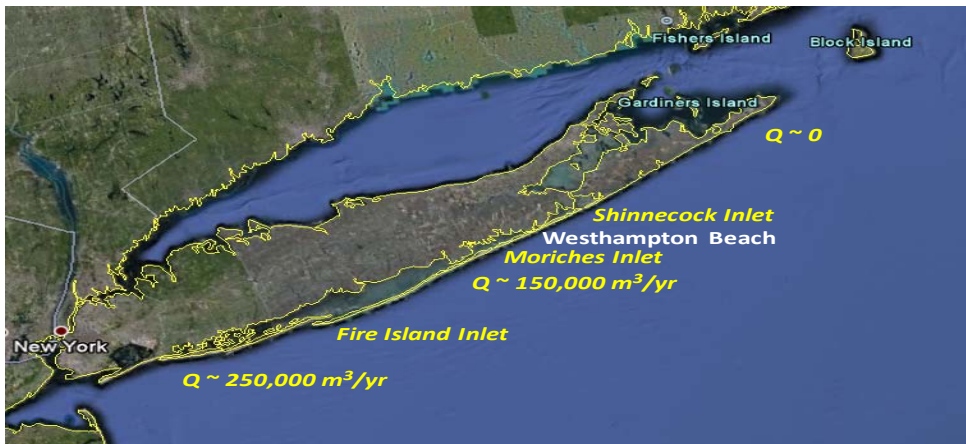 Fishers Island
Block Island
Gardiners Island
Q ~ 0
Shinnecock Inlet
Westhampton Beach
Moriches Inlet
Q ~ 150,000 m³/yr
Fire Island Inlet
New York
Q ~ 250,000 m³/yr